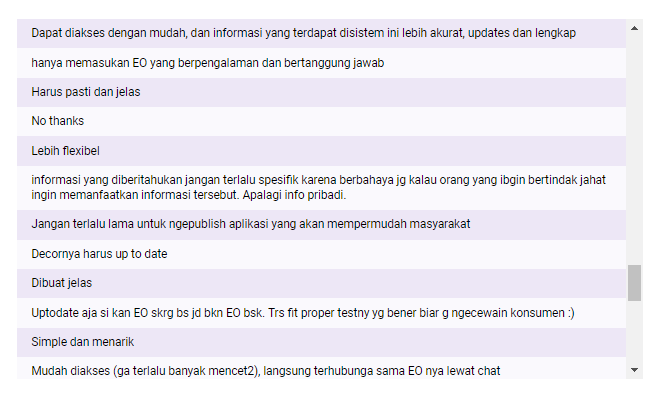 Dapat diakses dengan mudah, dan informasi yang terdapat disistem ini lebih akurat, updates dan lengkap
hanya memasukan EO yang berpengalaman dan bertanggung jawab
Harus pasti dan jelas
No thanks
Lebih flexibel
informasi yang diberitahukan jangan terlalu spesifik karena berbahaya jg kalau orang yang ibgin bertindak jahat
ingin memanfaatkan informasi tersebut. Apalagi info pribadi.
Jangan terlalu lama untuk ngepublish aplikasi yang akan mempermudah masyarakat
Decornya harus up to date
Dibuat jelas
Uptodate aja si kan EO skrg bs jd bkn EO bsk. Trs fit proper testny yg bener biar g ngecewain konsumen :)
Simple dan menarik
Mudah diakses (ga terlalu banyak mencet2), langsung terhubunga sama EO nya lewat chat